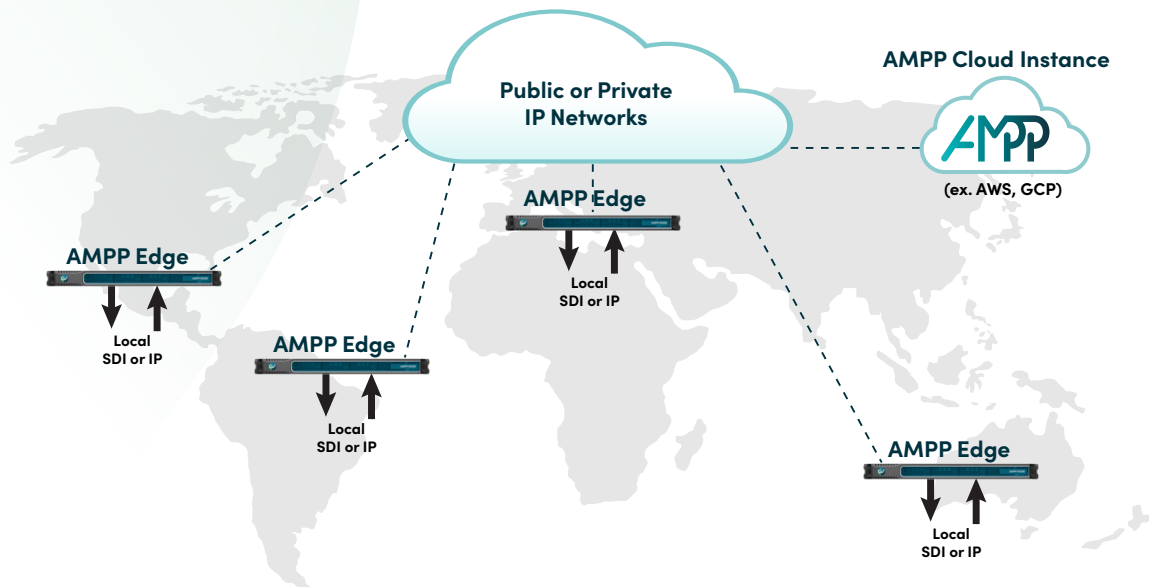 AMPP Cloud Instance
Public or Private
IP Networks
AMPP
(ex. AWS, GCP)
AMPP Edge
Local
SDI or IP
AMPP Edge
Local
SDI or IP
AMPP Edge
Local
SDI or IP
AMPP Edge
Local
SDI or IP